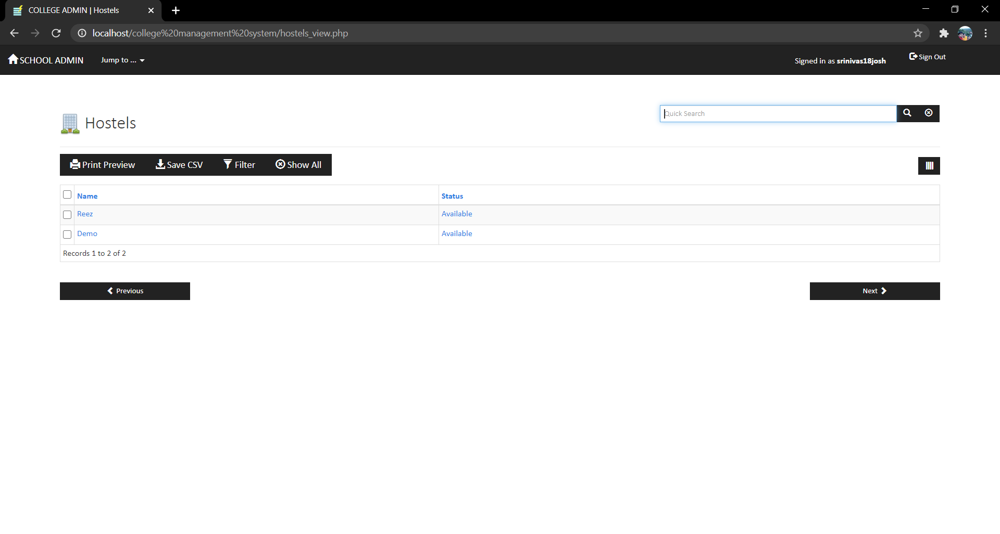 COLLEGE ADMIN | Hostels
localhost/college%20management%20system/hostels_view.php
SCHOOL ADMIN Jump to ... Signed in as srinivas18josh Sign Out
Hostels
Quick Search
Print Preview Save CSV Filter Show All
Name Status
Reez Available
Demo Available
Records 1 to 2 of 2
Previous Next